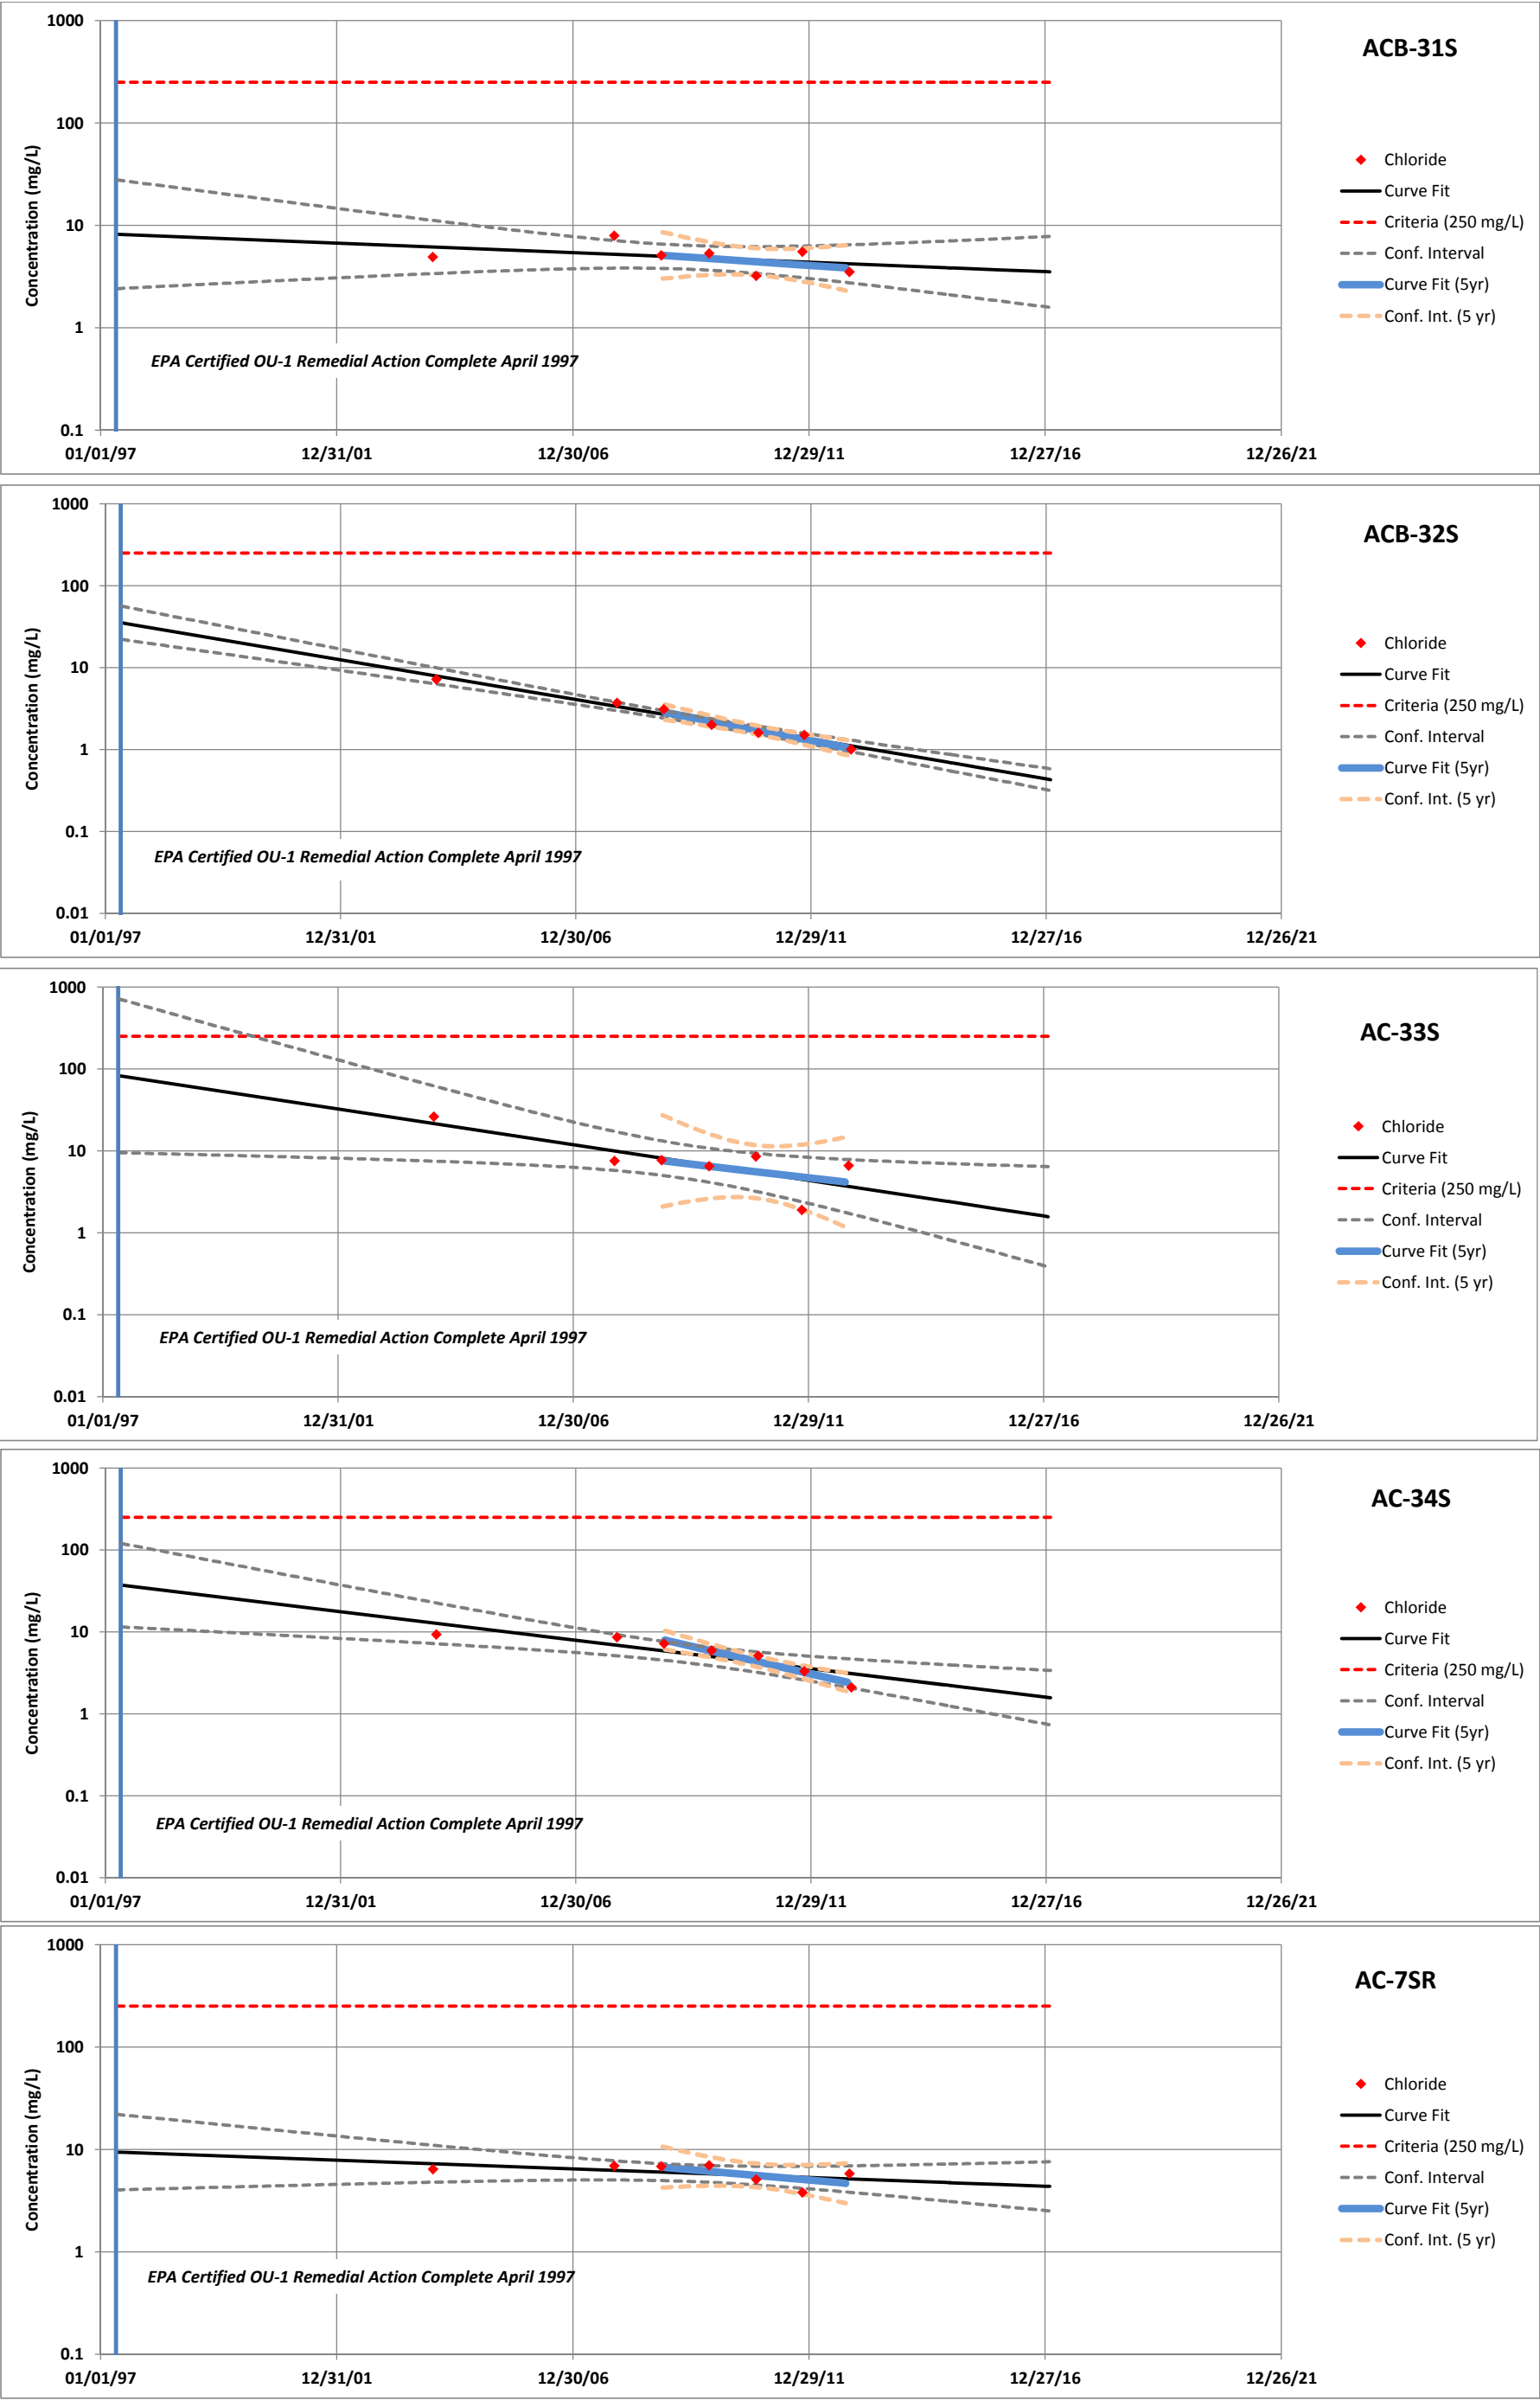 ACB-31S
1000
100
10
1
0.1
Concentration (mg/L)
EPA Certified OU-1 Remedial Action Complete April 1997
01/01/97 12/31/01 12/30/06 12/29/11 12/27/16 12/26/21
Chloride
Curve Fit
Criteria (250 mg/L)
Conf. Interval
Curve Fit (5yr)
Conf. Int. (5 yr)
ACB-32S
1000
100
10
1
0.1
0.01
Concentration (mg/L)
EPA Certified OU-1 Remedial Action Complete April 1997
01/01/97 12/31/01 12/30/06 12/29/11 12/27/16 12/26/21
Chloride
Curve Fit
Criteria (250 mg/L)
Conf. Interval
Curve Fit (5yr)
Conf. Int. (5 yr)
AC-33S
1000
100
10
1
0.1
0.01
Concentration (mg/L)
EPA Certified OU-1 Remedial Action Complete April 1997
01/01/97 12/31/01 12/30/06 12/29/11 12/27/16 12/26/21
Chloride
Curve Fit
Criteria (250 mg/L)
Conf. Interval
Curve Fit (5yr)
Conf. Int. (5 yr)
AC-34S
1000
100
10
1
0.1
0.01
Concentration (mg/L)
EPA Certified OU-1 Remedial Action Complete April 1997
01/01/97 12/31/01 12/30/06 12/29/11 12/27/16 12/26/21
Chloride
Curve Fit
Criteria (250 mg/L)
Conf. Interval
Curve Fit (5yr)
Conf. Int. (5 yr)
AC-7SR
1000
100
10
1
0.1
Concentration (mg/L)
EPA Certified OU-1 Remedial Action Complete April 1997
01/01/97 12/31/01 12/30/06 12/29/11 12/27/16 12/26/21
Chloride
Curve Fit
Criteria (250 mg/L)
Conf. Interval
Curve Fit (5yr)
Conf. Int. (5 yr)